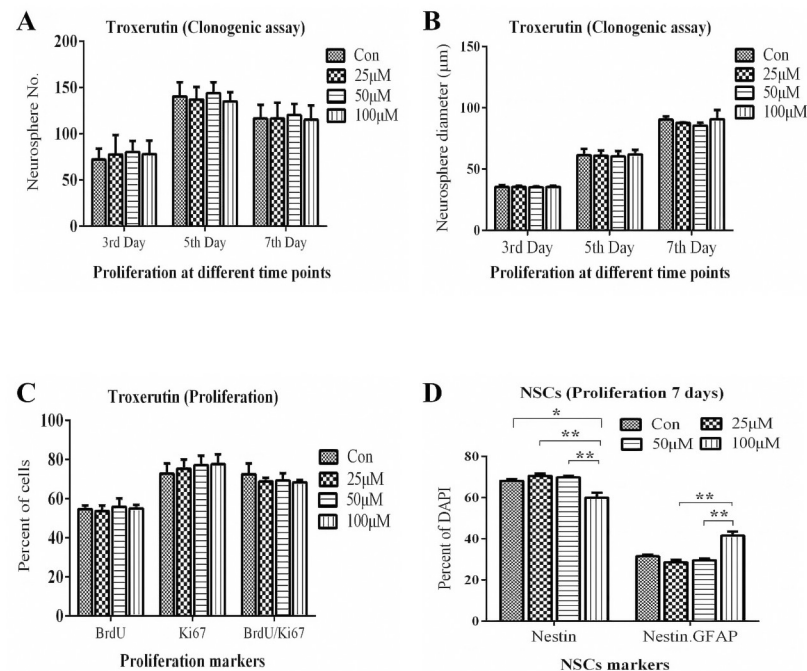 A
Troxerutin (Clonogenic assay)
200
150
100
50
0
Neurosphere No.
Con
25μM
50μM
100μM
3rd Day
5th Day
7th Day
Proliferation at different time points
B
Troxerutin (Clonogenic assay)
150
100
50
0
Neurosphere diameter (μm)
Con
25μM
50μM
100μM
3rd Day
5th Day
7th Day
Proliferation at different time points
C
Troxerutin (Proliferation)
100
80
60
40
20
0
Percent of cells
Con
25μM
50μM
100μM
BrdU
Ki67
BrdU/Ki67
Proliferation markers
D
NSCs (Proliferation 7 days)
Con
25μM
50μM
100μM
*
**
**
**
**
80
60
40
20
0
Percent of DAPI
Nestin
Nestin.GFAP
NSCs markers